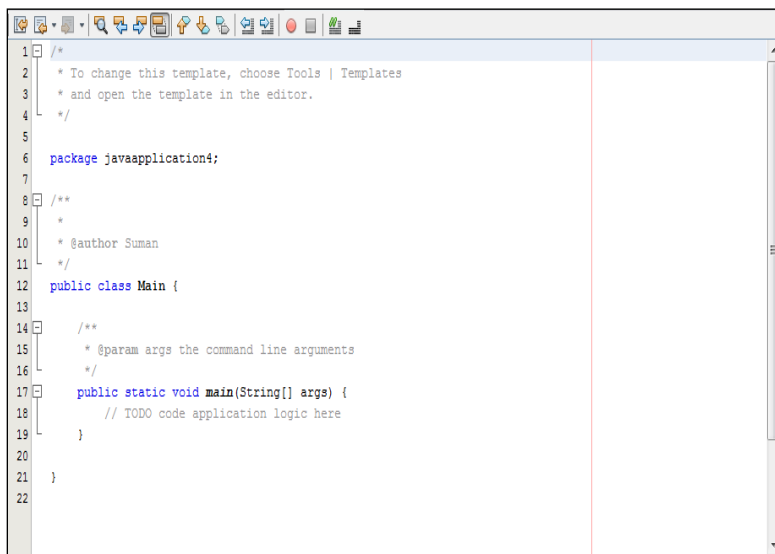 1 /*
2  * To change this template, choose Tools | Templates
3  * and open the template in the editor.
4  */
5
6 package javaapplication4;
7
8 /**
9  *
10  * @author Suman
11  */
12 public class Main {
13
14     /**
15      * @param args the command line arguments
16      */
17     public static void main(String[] args) {
18         // TODO code application logic here
19     }
20
21 }
22